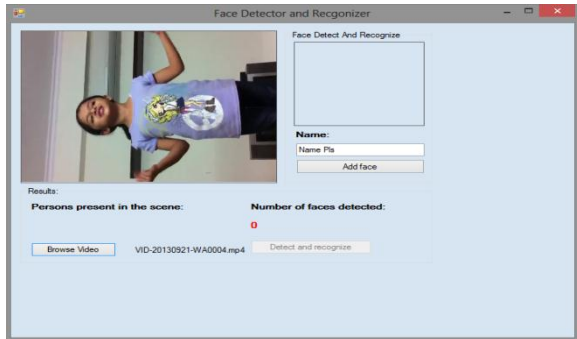 Face Detector and Recgonizer
Face Detect And Recognize
Name:
Name Pls
Add face
Results:
Persons present in the scene:
Number of faces detected:
0
Browse Video
VID-20130921-WA0004.mp4
Detect and recognize